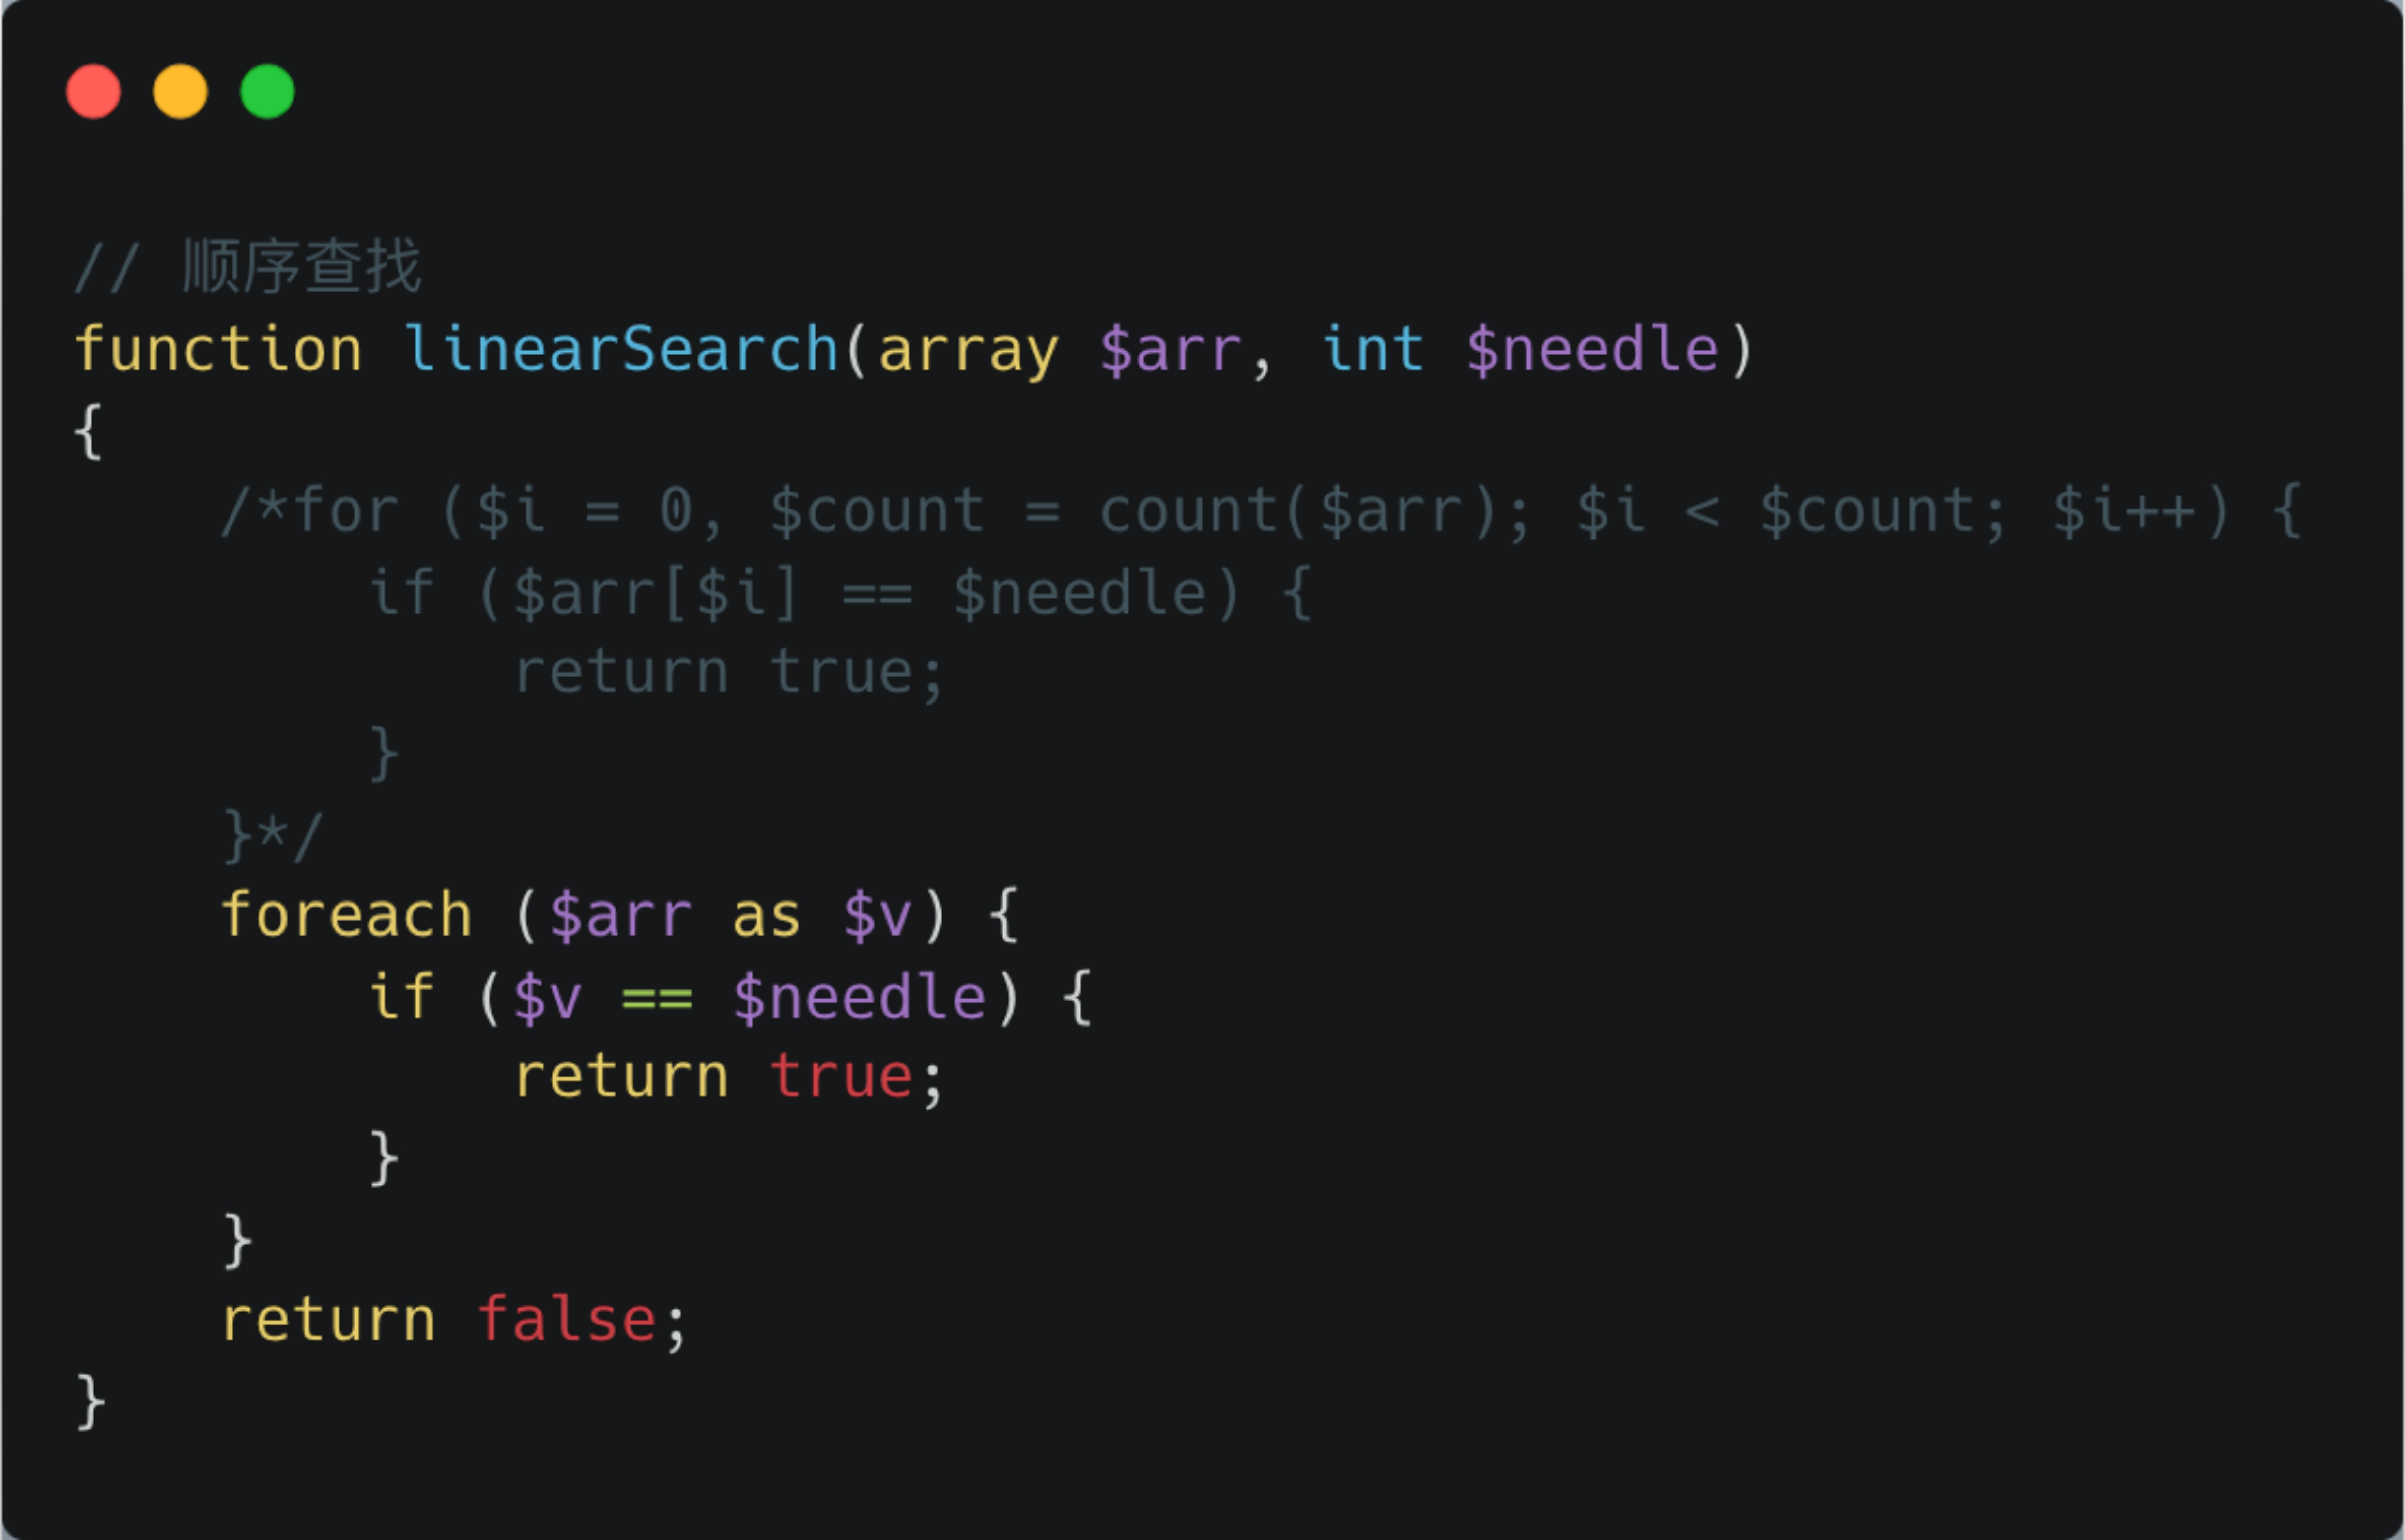 // 顺序查找
function linearSearch(array $arr, int $needle)
{
    /*for ($i = 0, $count = count($arr); $i < $count; $i++) {
        if ($arr[$i] == $needle) {
            return true;
        }
    }*/
    foreach ($arr as $v) {
        if ($v == $needle) {
            return true;
        }
    }
    return false;
}